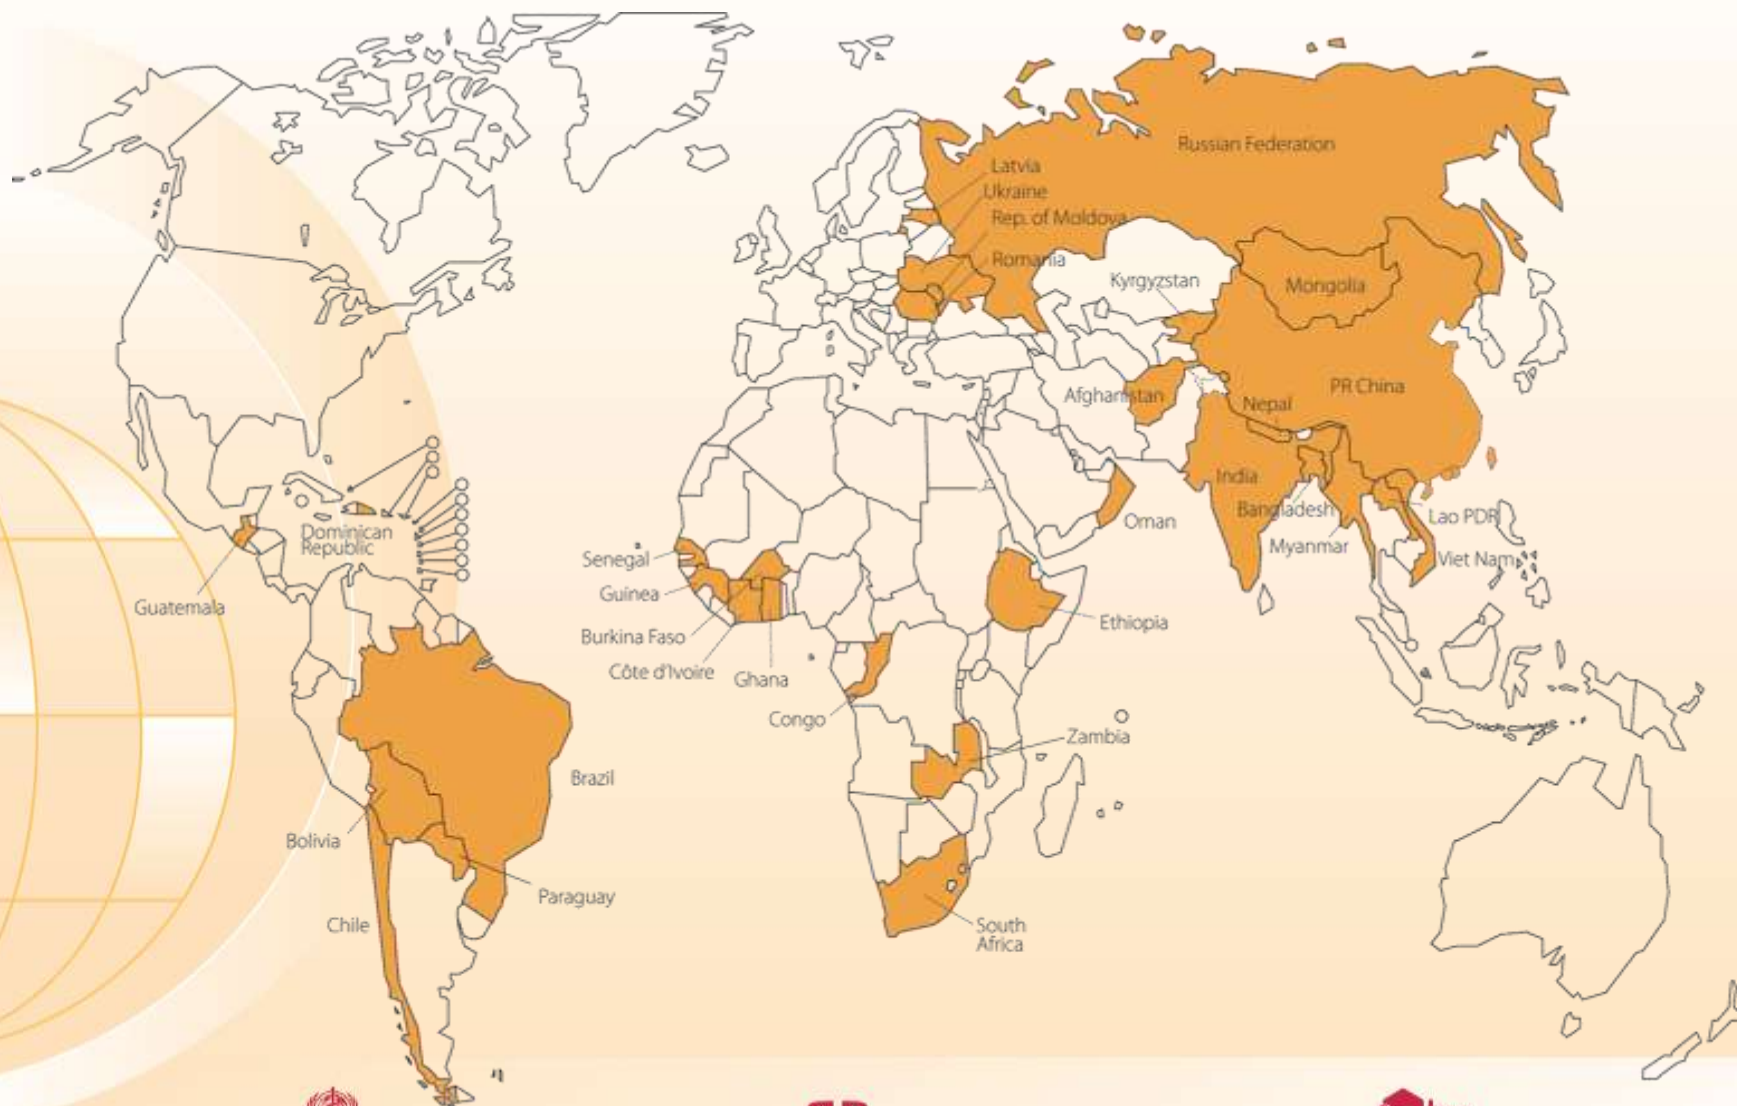 Russian Federation
Latvia
Ukraine
Rep. of Moldova
Romania
Kyrgyzstan
Mongolia
PR China
Afghanistan
Nepal
India
Bangladesh
Lao PDR
Myanmar
Viet Nam
Oman
Dominican
Republic
Guatemala
Senegal
Guinea
Burkina Faso
Côte d'Ivoire
Ghana
Congo
Ethiopia
Zambia
Brazil
Bolivia
Paraguay
Chile
South
Africa